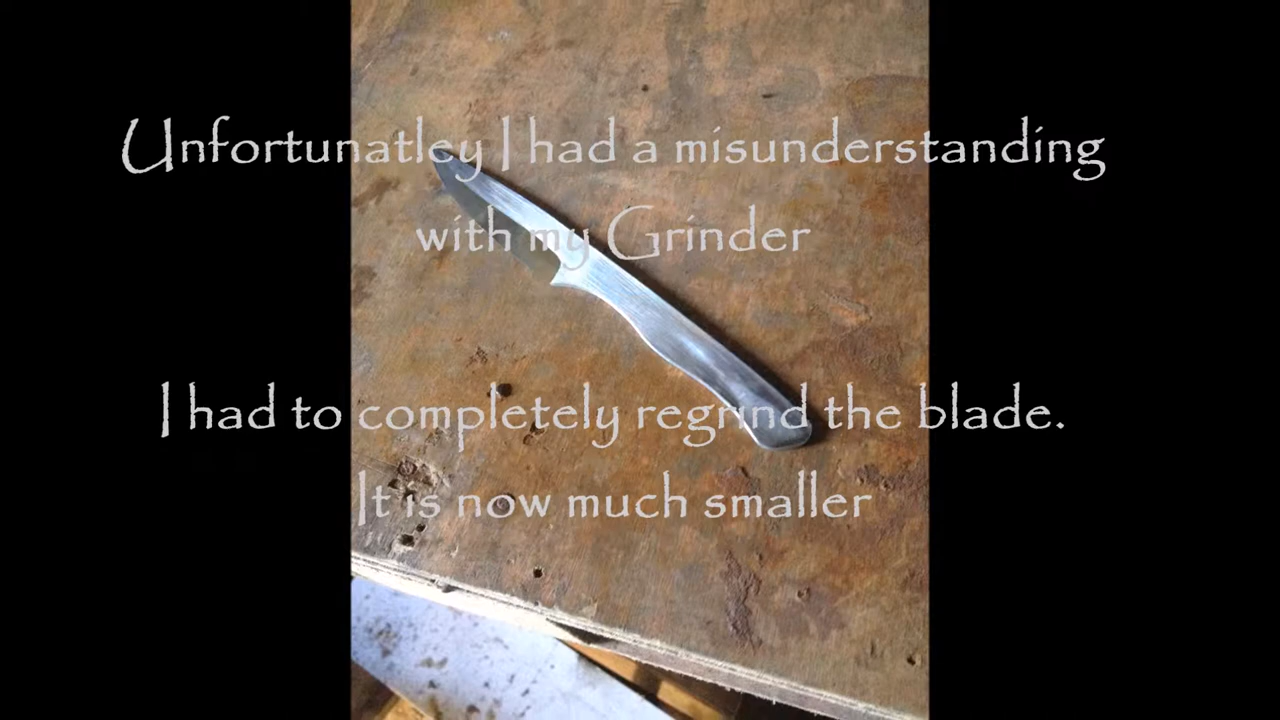 Unfortunatley I had a misunderstanding
with my Grinder
I had to completely regrind the blade.
It is now much smaller